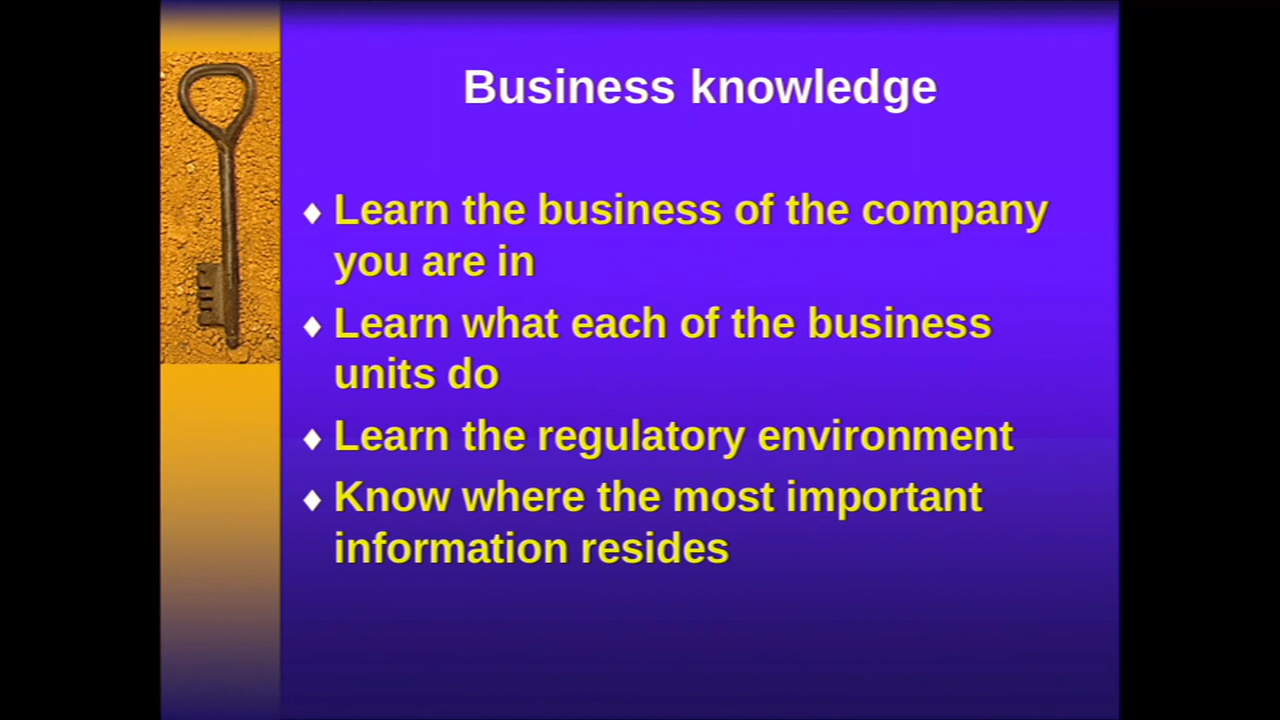 Business knowledge
Learn the business of the company
you are in
Learn what each of the business
units do
Learn the regulatory environment
Know where the most important
information resides